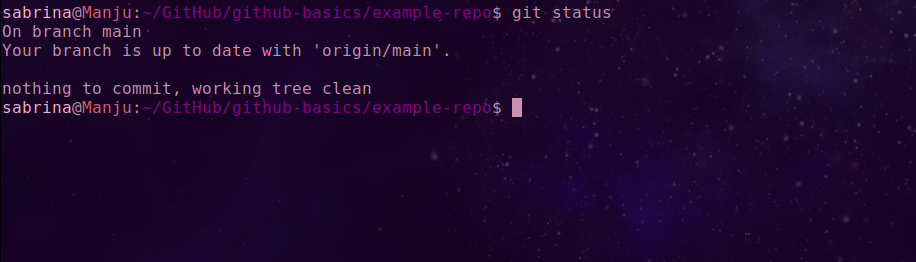 sabrina@Manju:~/GitHub/github-basics/example-repo$ git status
On branch main
Your branch is up to date with 'origin/main'.
nothing to commit, working tree clean
sabrina@Manju:~/GitHub/github-basics/example-repo$